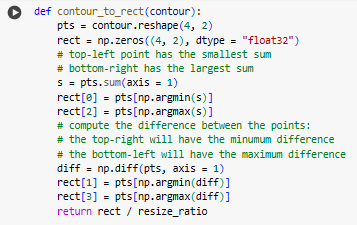 def contour_to_rect(contour):
    pts = contour.reshape(4, 2)
    rect = np.zeros((4, 2), dtype = "float32")
    # top-left point has the smallest sum
    # bottom-right has the largest sum
    s = pts.sum(axis = 1)
    rect[0] = pts[np.argmin(s)]
    rect[2] = pts[np.argmax(s)]
    # compute the difference between the points:
    # the top-right will have the minumum difference
    # the bottom-left will have the maximum difference
    diff = np.diff(pts, axis = 1)
    rect[1] = pts[np.argmin(diff)]
    rect[3] = pts[np.argmax(diff)]
    return rect / resize_ratio